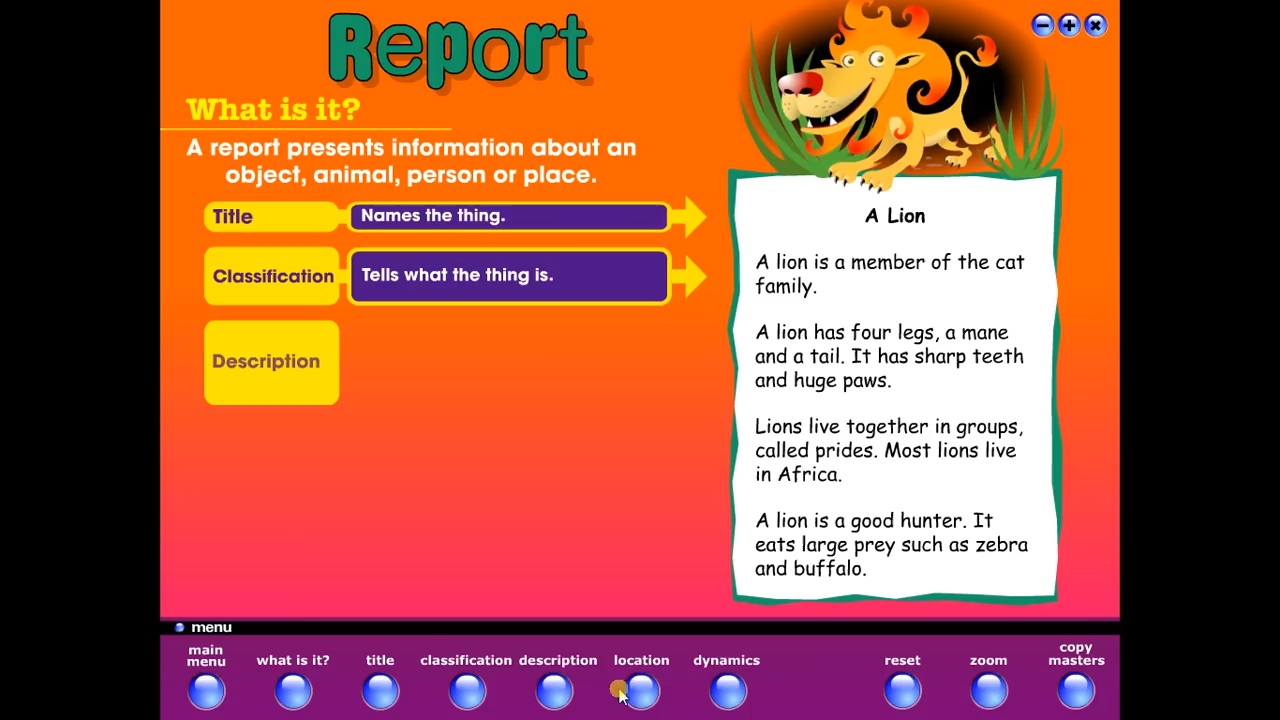 Report
What is it?
A report presents information about an
object, animal, person or place.
Title
Names the thing.
Classification
Tells what the thing is.
Description
A Lion
A lion is a member of the cat
family.
A lion has four legs, a mane
and a tail. It has sharp teeth
and huge paws.
Lions live together in groups,
called prides. Most lions live
in Africa.
A lion is a good hunter. It
eats large prey such as zebra
and buffalo.
menu
main
menu
what is it?
title
classification
description
location
dynamics
reset
zoom
copy
masters